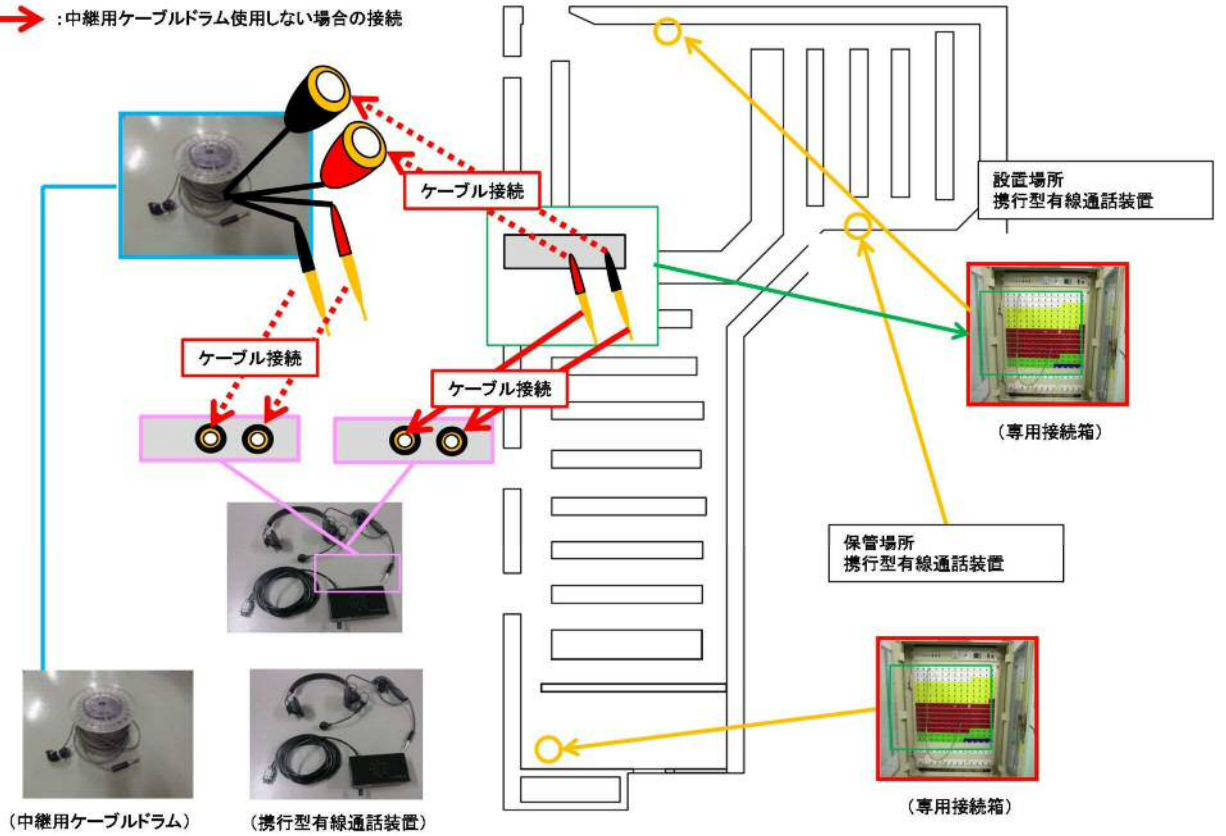 :中継用ケーブルドラム使用しない場合の接続
ケーブル接続
設置場所
携行型有線通話装置
ケーブル接続
ケーブル接続
(専用接続箱)
保管場所
携行型有線通話装置
(中継用ケーブルドラム)
(携行型有線通話装置)
(専用接続箱)